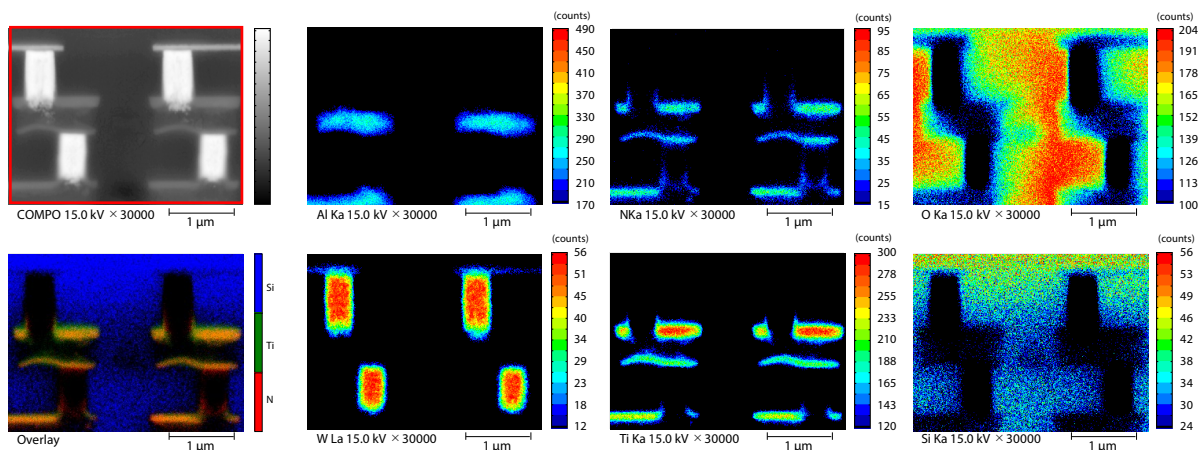 (counts)
490
450
410
370
330
290
250
210
170
(counts)
95
85
75
65
55
45
35
25
15
(counts)
204
191
178
165
152
139
126
113
100
COMPO 15.0 kV × 30000
1 μm
Al Ka 15.0 kV × 30000
1 μm
NKa 15.0 kV × 30000
1 μm
O Ka 15.0 kV × 30000
1 μm
Si
Ti
N
(counts)
56
51
45
40
34
29
23
18
12
(counts)
300
278
255
233
210
188
165
143
120
(counts)
56
52
48
46
42
38
34
30
24
Overlay
1 μm
W La 15.0 kV × 30000
1 μm
Ti Ka 15.0 kV × 30000
1 μm
Si Ka 15.0 kV × 30000
1 μm